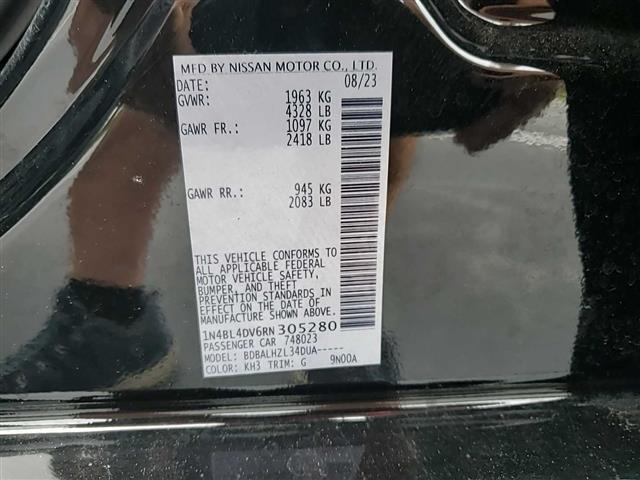 MFD BY NISSAN MOTOR CO., LTD.
DATE: 08/23
GVWR: 1963 KG
4328 LB
GAWR FR.: 1097 KG
2418 LB
GAWR RR.: 945 KG
2083 LB
THIS VEHICLE CONFORMS TO
ALL APPLICABLE FEDERAL
MOTOR VEHICLE SAFETY,
BUMPER, AND THEFT
PREVENTION STANDARDS IN
EFFECT ON THE DATE OF
MANUFACTURE SHOWN ABOVE.
1N4BL4DV6RN305280
PASSENGER CAR 748023
MODEL: BDBALHZL34DUA-----
COLOR: KH3 TRIM: G 9N00A